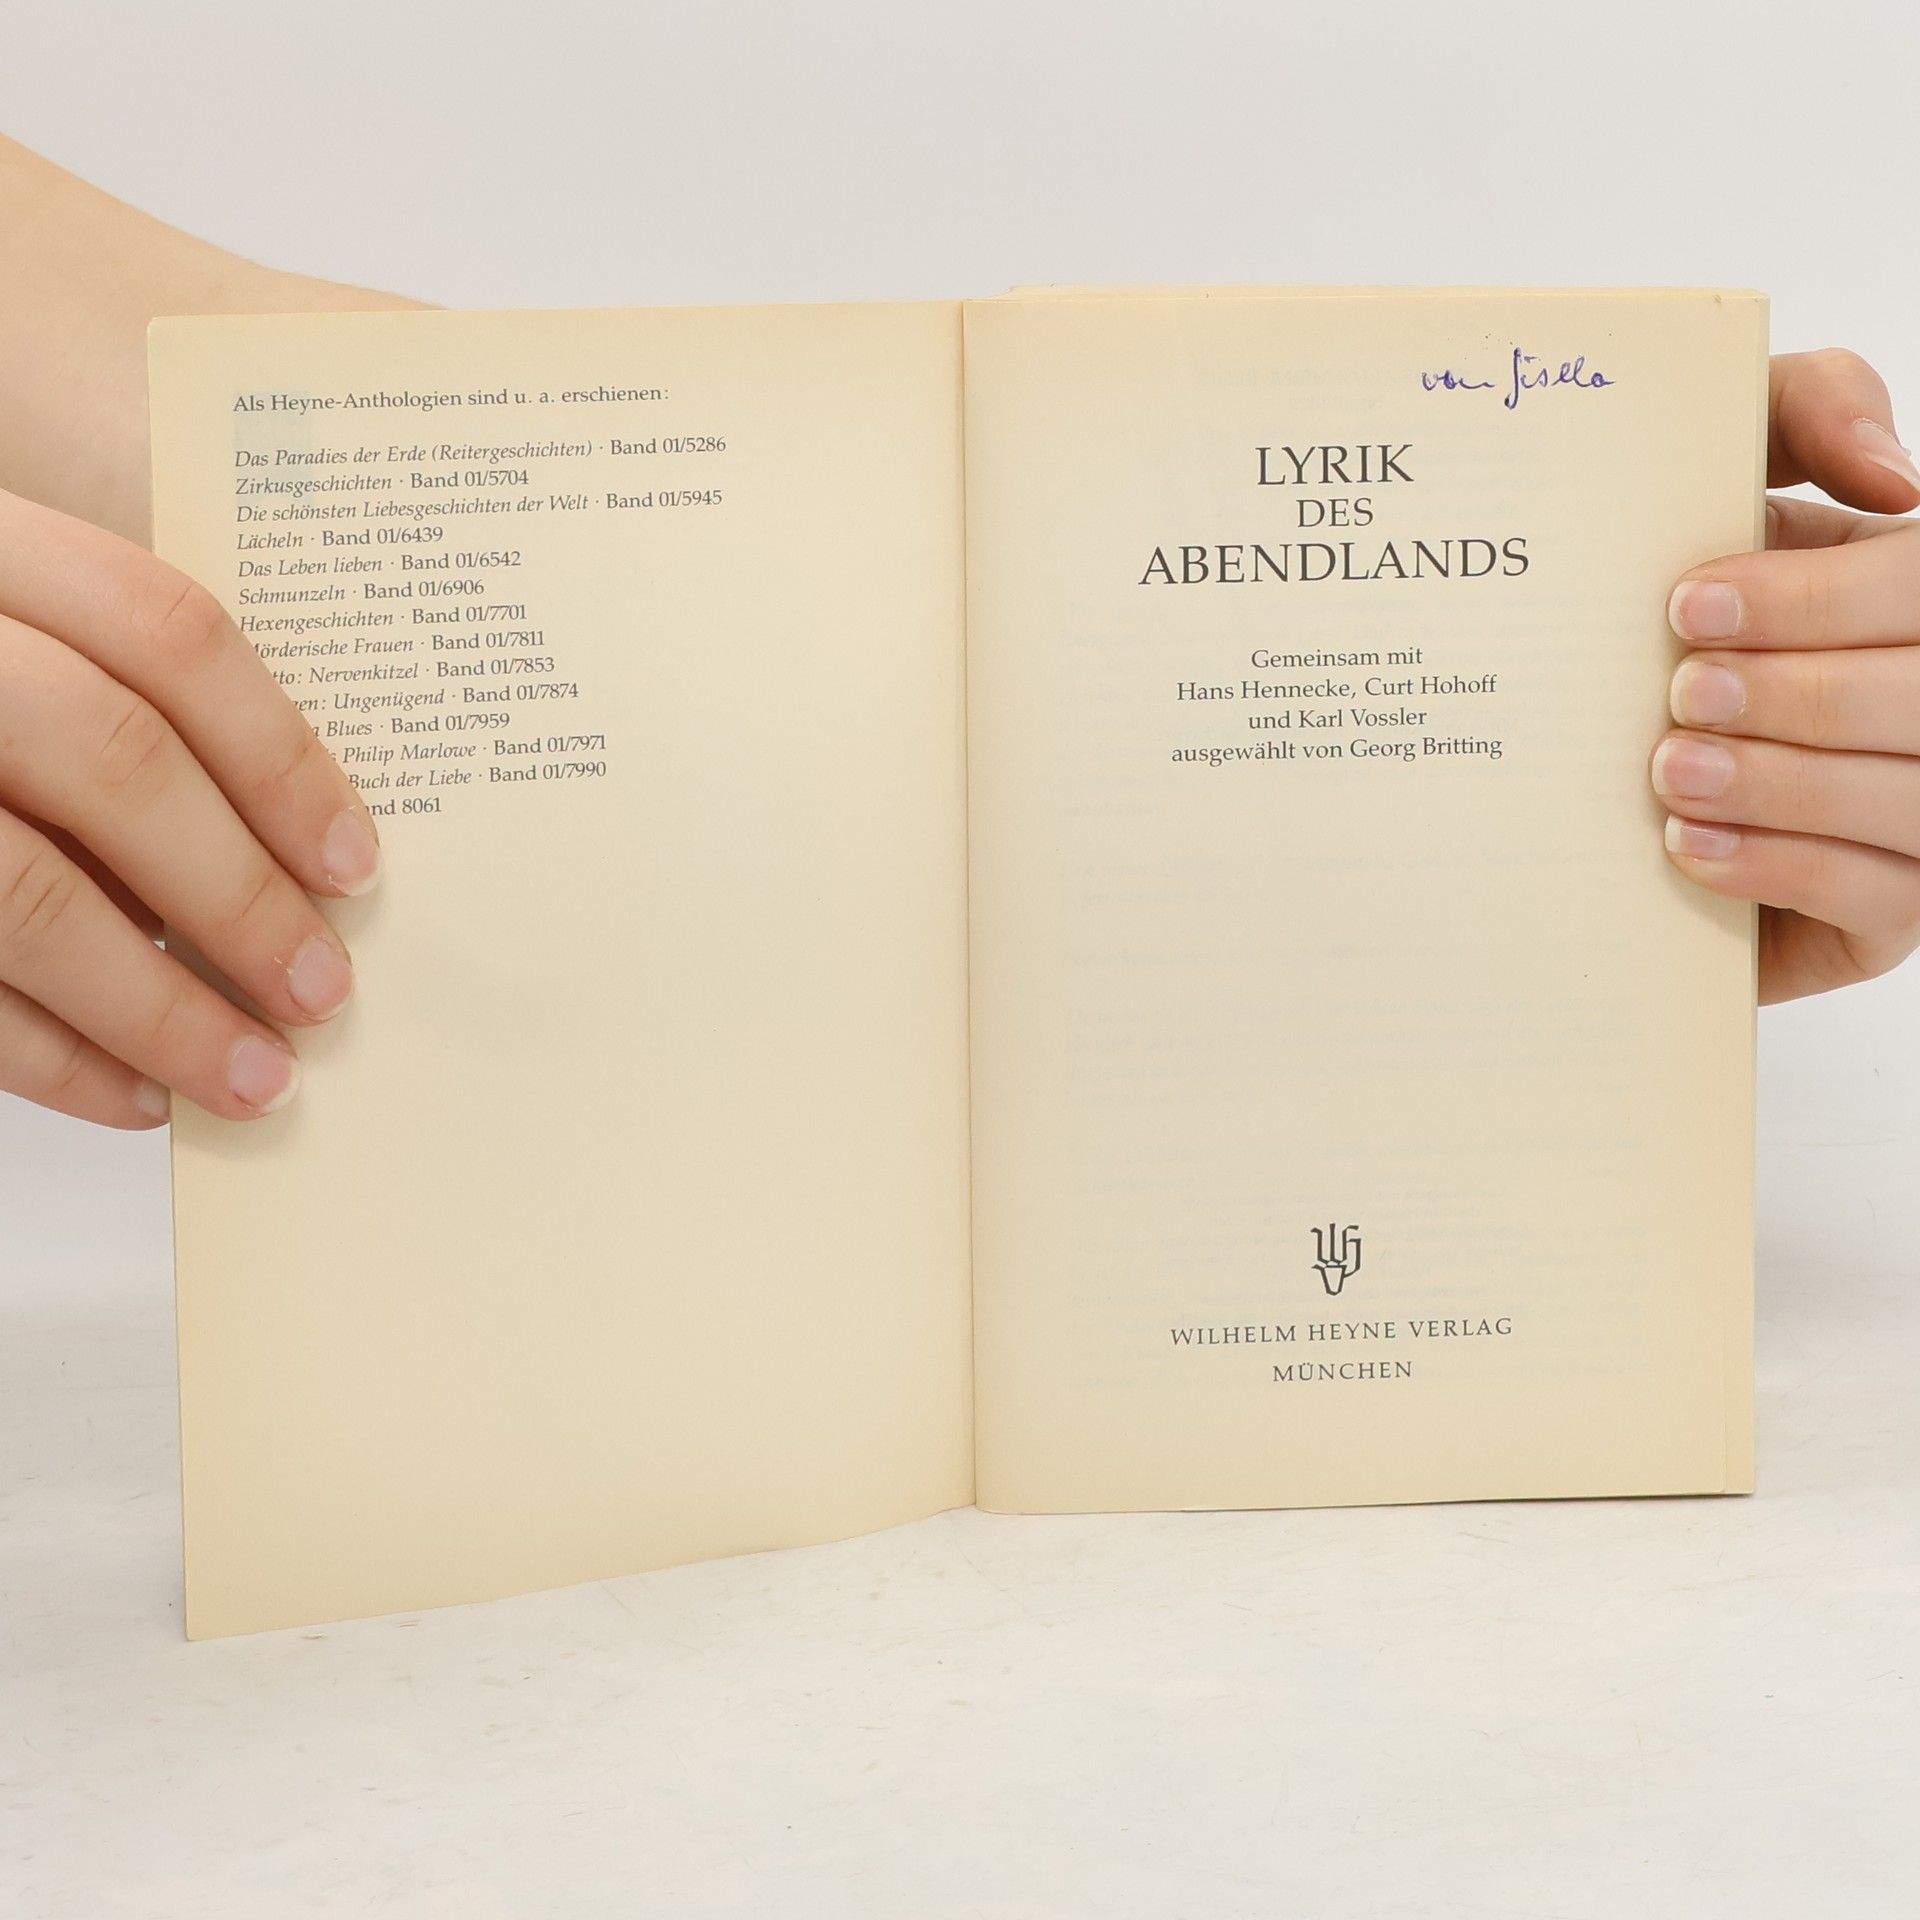 Als Heyne-Anthologien sind u. a. erschienen:
Das Paradies der Erde (Reitergeschichten) · Band 01/5286
Zirkusgeschichten · Band 01/5704
Die schönsten Liebesgeschichten der Welt · Band 01/5945
Lächeln · Band 01/6439
Das Leben lieben · Band 01/6542
Schmunzeln · Band 01/6906
Hexengeschichten · Band 01/7701
Mörderische Frauen · Band 01/7811
Nervenkitzel · Band 01/7853
Ungenügend · Band 01/7874
Blues · Band 01/7959
Philip Marlowe · Band 01/7971
Buch der Liebe · Band 01/7990
8061
von Gisela
LYRIK
DES
ABENDLANDS
Gemeinsam mit
Hans Hennecke, Curt Hohoff
und Karl Vossler
ausgewählt von Georg Britting
WILHELM HEYNE VERLAG
MÜNCHEN